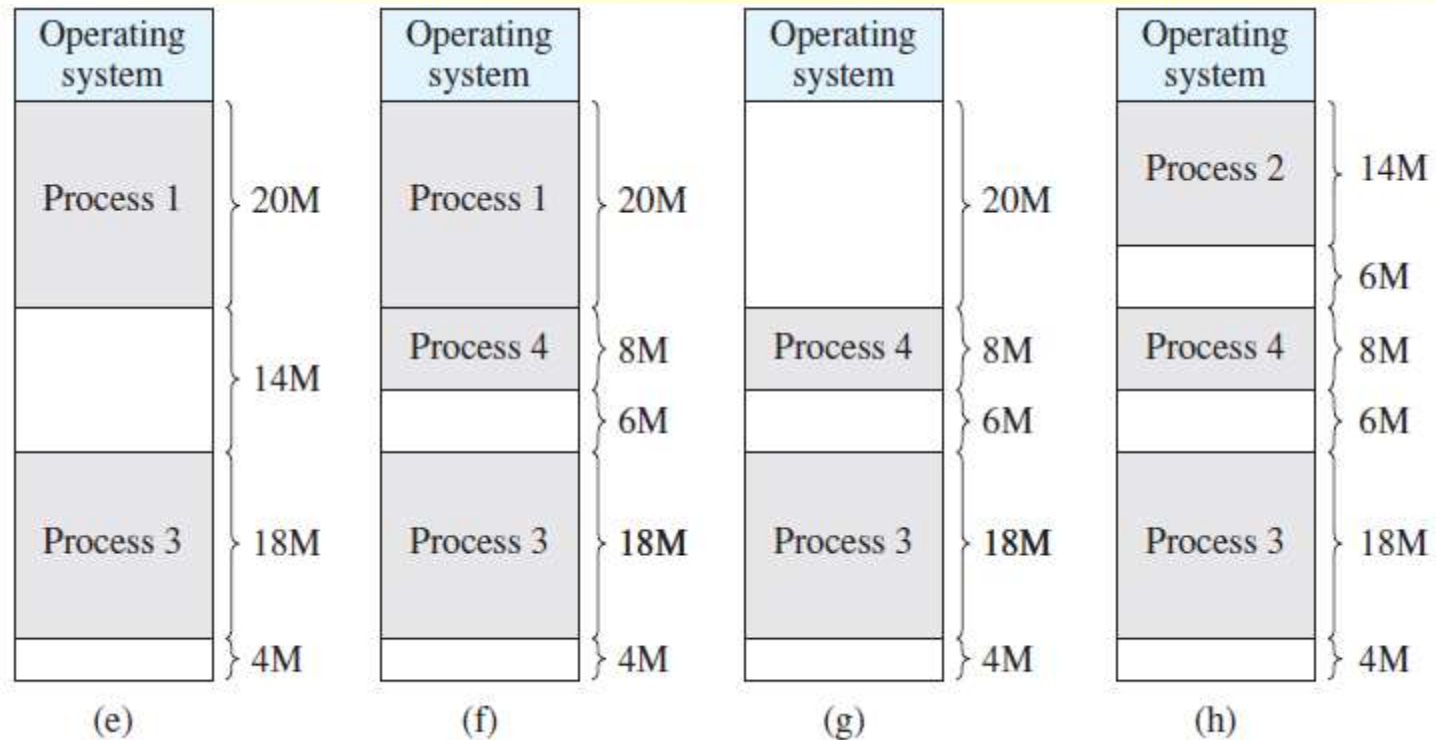 Operating
system
Process 1
20M
14M
Process 3
18M
4M
(e)
Operating
system
Process 1
20M
Process 4
8M
6M
Process 3
18M
4M
(f)
20M
Process 4
8M
6M
Process 3
18M
4M
(g)
Operating
system
Process 2
14M
6M
Process 4
8M
6M
Process 3
18M
4M
(h)